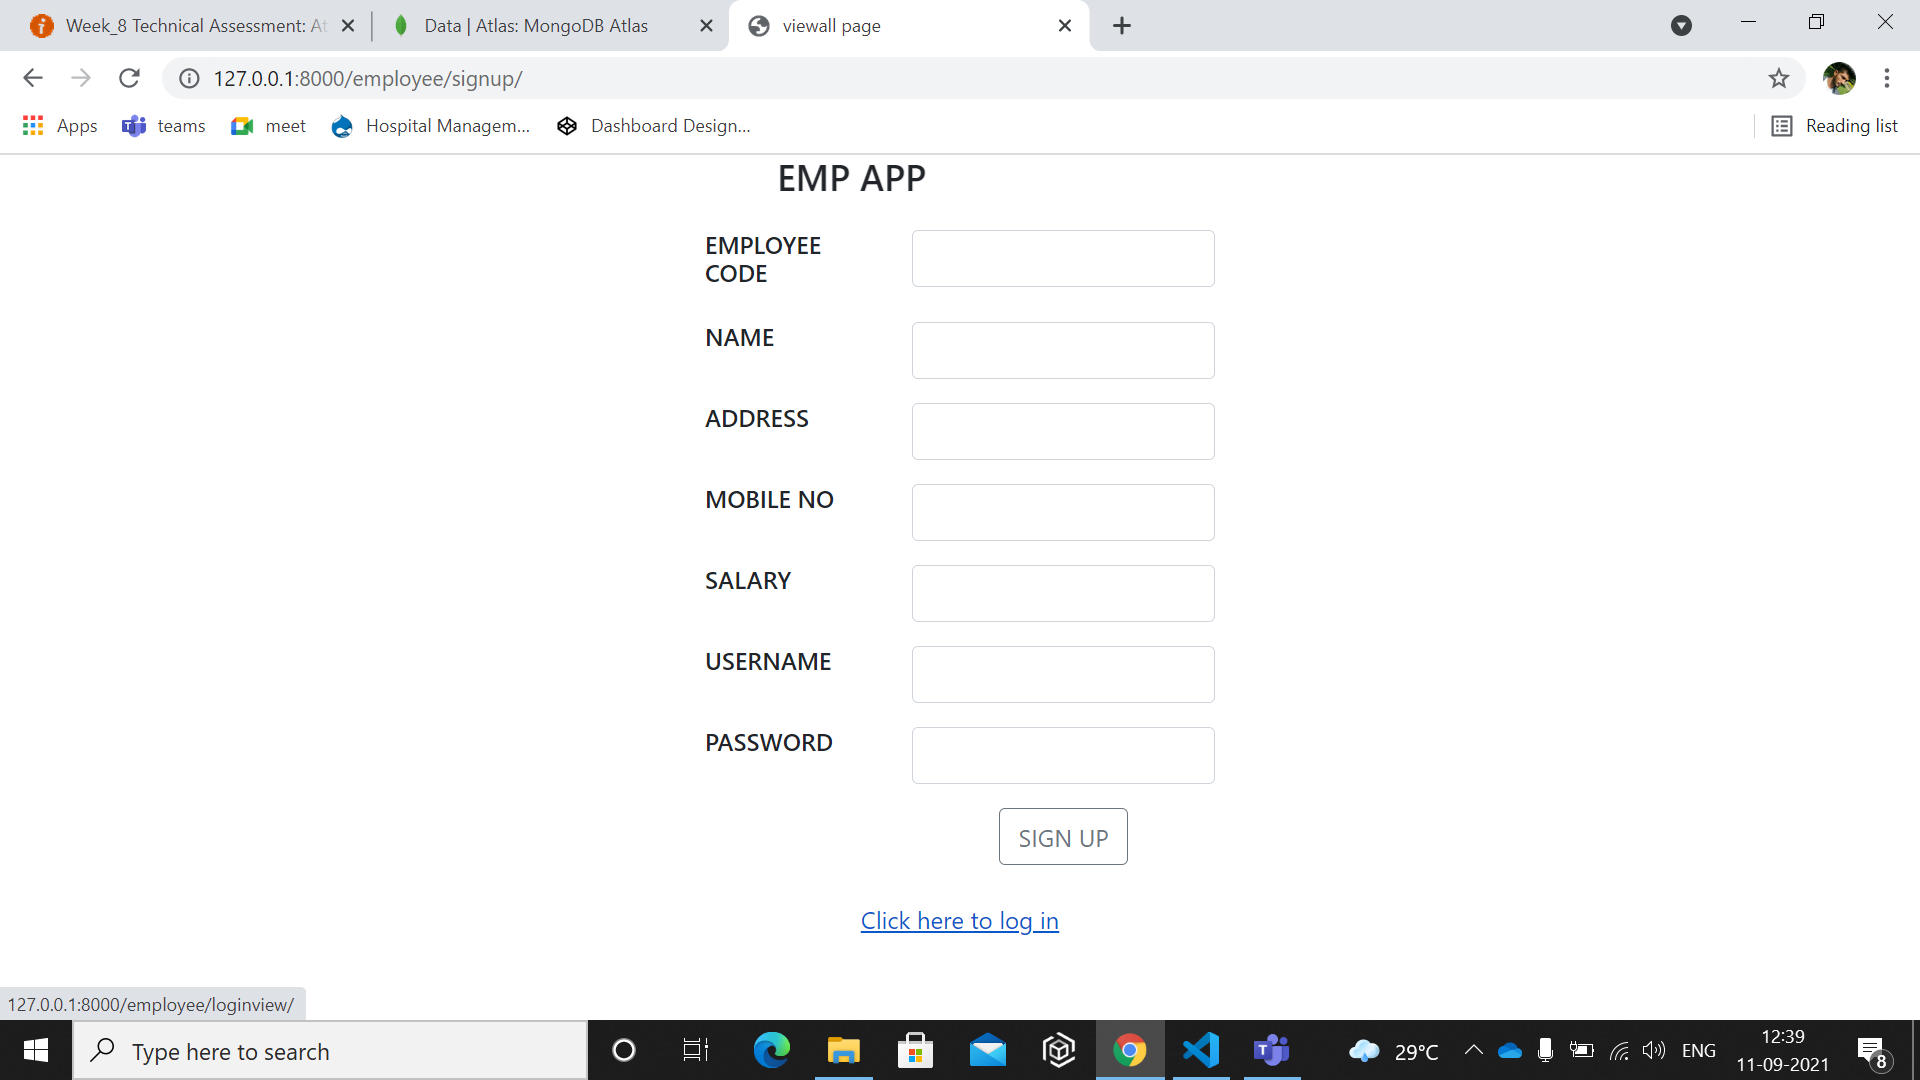 Week_8 Technical Assessment: At
Data | Atlas: MongoDB Atlas
viewall page
127.0.0.1:8000/employee/signup/
Apps
teams
meet
Hospital Managem...
Dashboard Design...
Reading list
EMP APP
EMPLOYEE
CODE
NAME
ADDRESS
MOBILE NO
SALARY
USERNAME
PASSWORD
SIGN UP
Click here to log in
127.0.0.1:8000/employee/loginview/
Type here to search
29°C
ENG
12:39
11-09-2021
8